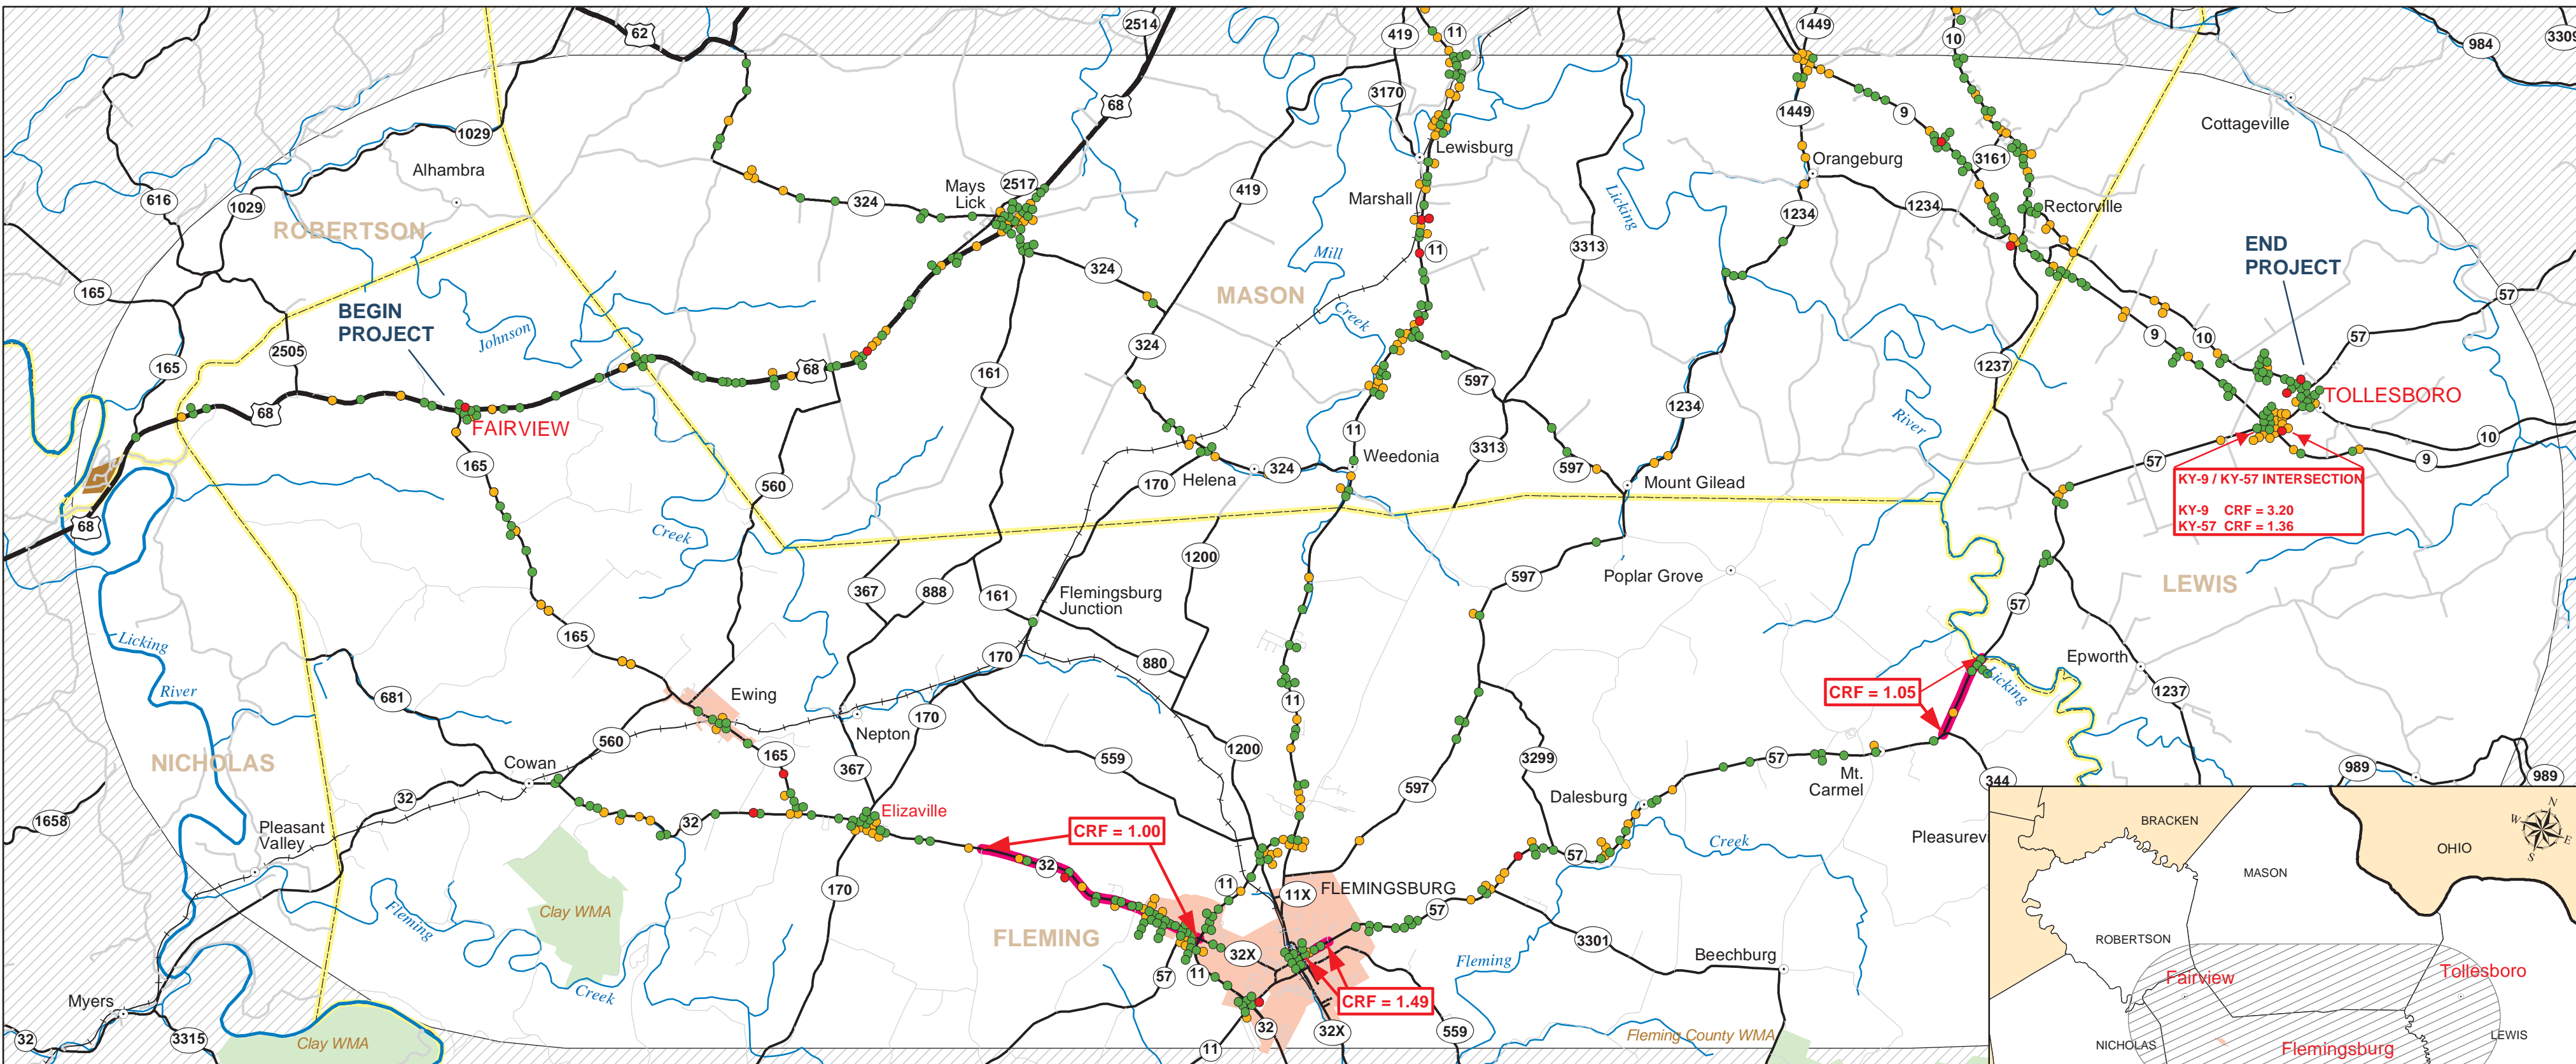 62
2514
419
11
1449
10
984
3309
68
3170
1449
9
Cottageville
1029
Alhambra
Lewisburg
Orangeburg
3161
616
1029
Mays
Lick
2517
324
419
Marshall
Licking
1234
1234
Rectorville
ROBERTSON
11
3313
Mill
Creek
END
PROJECT
165
BEGIN
PROJECT
324
MASON
57
Johnson
2505
165
324
68
161
597
1237
9
10
57
68
FAIRVIEW
1234
River
TOLLESBORO
165
11
3313
Weedonia
324
597
Helena
170
560
Mount Gilead
57
10
9
KY-9 / KY-57 INTERSECTION
KY-9 CRF = 3.20
KY-57 CRF = 1.36
68
Creek
1200
597
Poplar Grove
LEWIS
367
888
161
Flemingsburg
Junction
57
Licking
River
165
170
880
Epworth
1237
Licking
CRF = 1.05
681
Ewing
11
NICHOLAS
560
165
Nepton
170
367
1200
559
3299
57
Mt.
Carmel
344
989
989
Cowan
32
597
Dalesburg
1658
Pleasant
Valley
32
Elizaville
CRF = 1.00
Creek
Pleasurevi
32
57
170
11
11X
FLEMINGSBURG
57
Clay WMA
Fleming
FLEMING
32X
3301
Beechburg
57
11
Fleming
Creek
CRF = 1.49
Myers
32
3315
Clay WMA
32
32X
559
11
Fleming County WMA
BRACKEN
OHIO
N
W
E
S
MASON
ROBERTSON
Fairview
Tollesboro
NICHOLAS
LEWIS
Flemingsburg